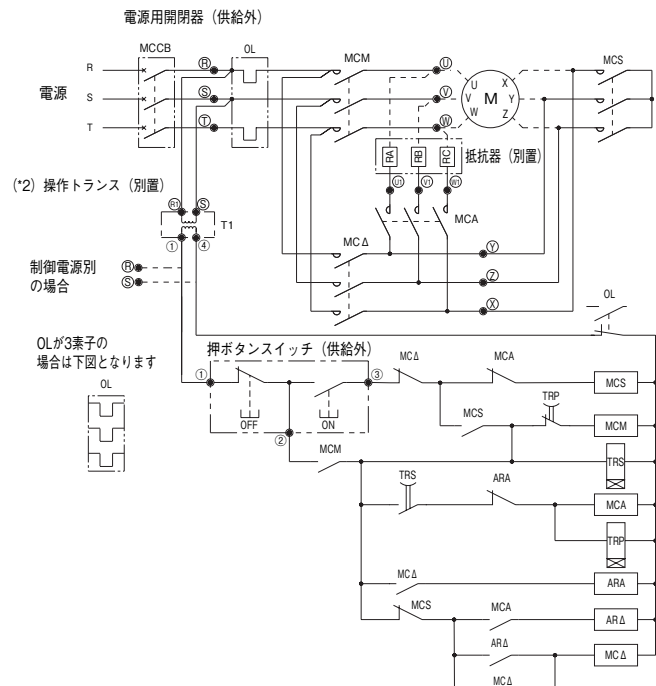 電源用開閉器（供給外）
MCCB
OL
MCM
MCS
R
Ⓡ
Ⓤ
電源
S
Ⓢ
Ⓥ
T
Ⓣ
Ⓦ
U
V
W
M
X
Y
Z
RA
RB
RC
抵抗器（別置）
U1
V1
W1
MCA
(*2) 操作トランス（別置）
R1
Ⓢ
T1
①
④
MCΔ
Ⓨ
Ⓩ
Ⓧ
制御電源別
の場合
Ⓡ
Ⓢ
OL
OLが3素子の
場合は下図となります
OL
押ボタンスイッチ（供給外）
①
③
OFF
ON
②
MCΔ
MCA
MCS
MCS
TRP
MCM
MCM
TRS
TRS
ARA
MCA
TRP
MCΔ
ARA
MCS
MCA
ARΔ
ARΔ
MCΔ
MCΔ